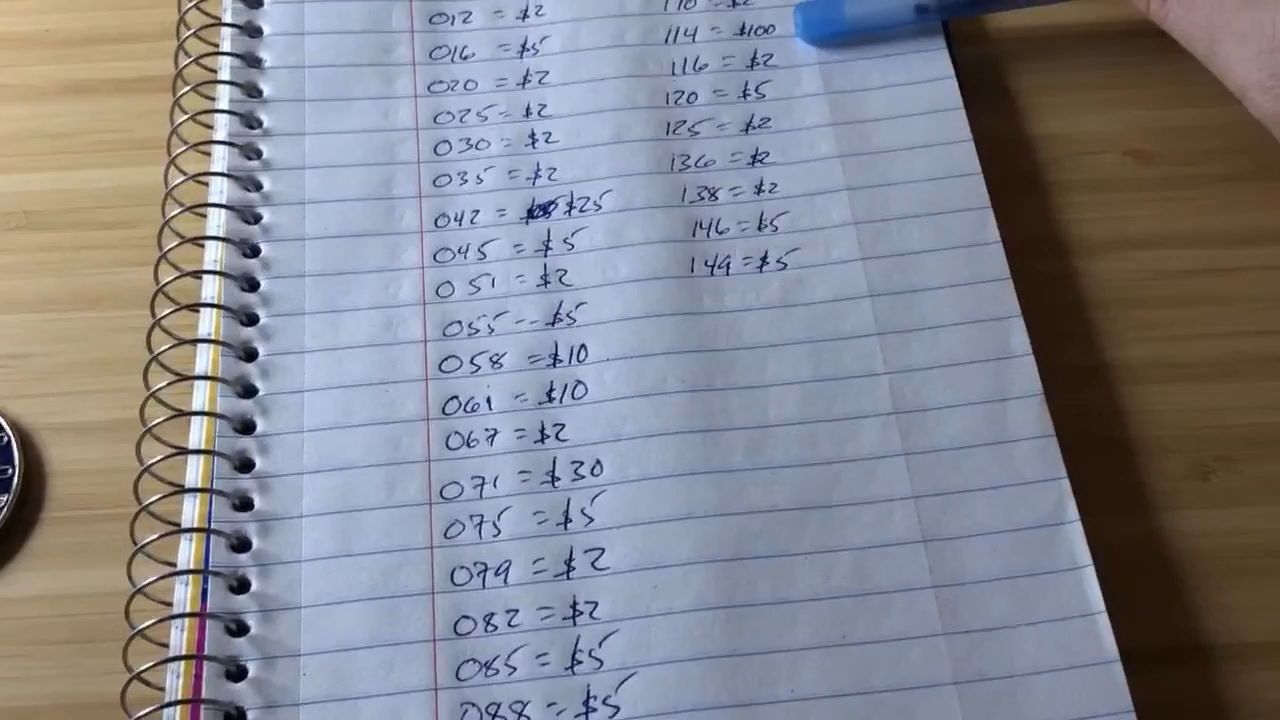 012 = $2
016 = $5
020 = $2
025 = $2
030 = $2
035 = $2
042 = $25
045 = $5
051 = $2
055 -- $5
058 = $10
061 = $10
067 = $2
071 = $30
075 = $5
079 = $2
082 = $2
085 = $5
088 = $5
110 = $2
114 = $100
116 = $2
120 = $5
125 = $2
136 = $2
138 = $2
146 = $5
149 = $5